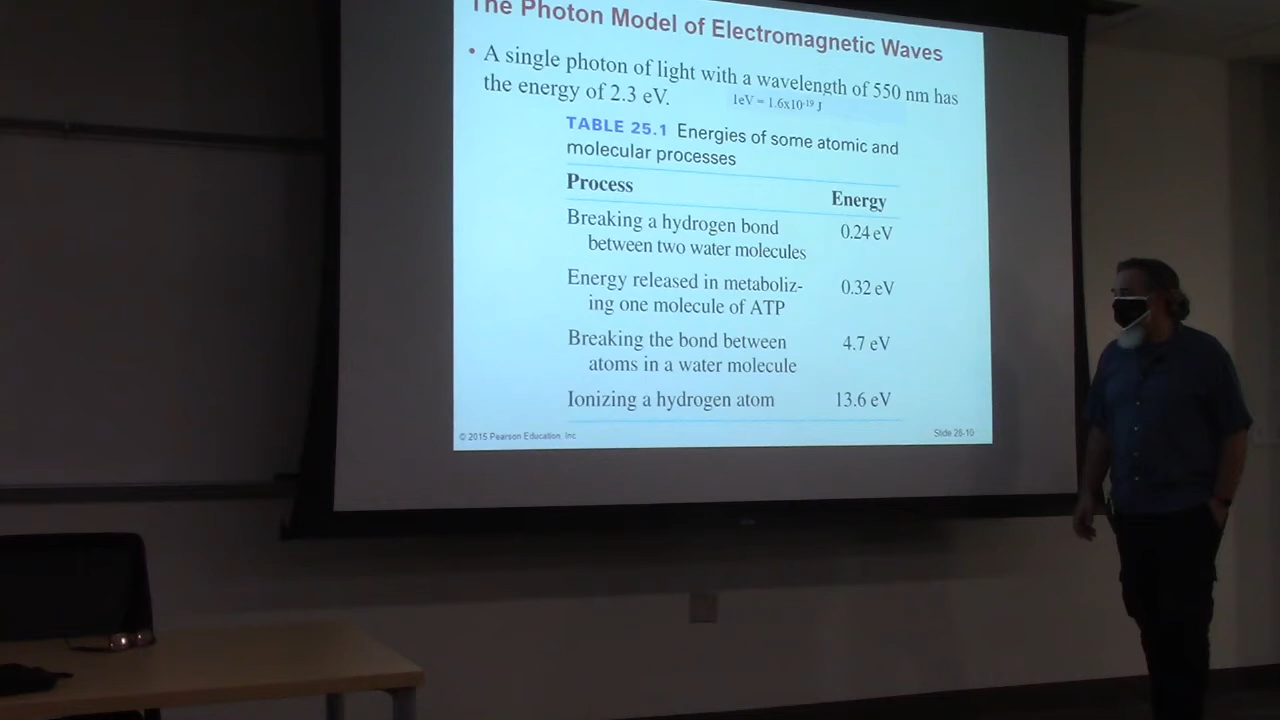 The Photon Model of Electromagnetic Waves
• A single photon of light with a wavelength of 550 nm has
the energy of 2.3 eV.
1eV = 1.6x10⁻¹⁹ J
TABLE 25.1 Energies of some atomic and
molecular processes
Process Energy
Breaking a hydrogen bond 0.24 eV
between two water molecules
Energy released in metaboliz- 0.32 eV
ing one molecule of ATP
Breaking the bond between 4.7 eV
atoms in a water molecule
Ionizing a hydrogen atom 13.6 eV
© 2015 Pearson Education, Inc. Slide 26-10